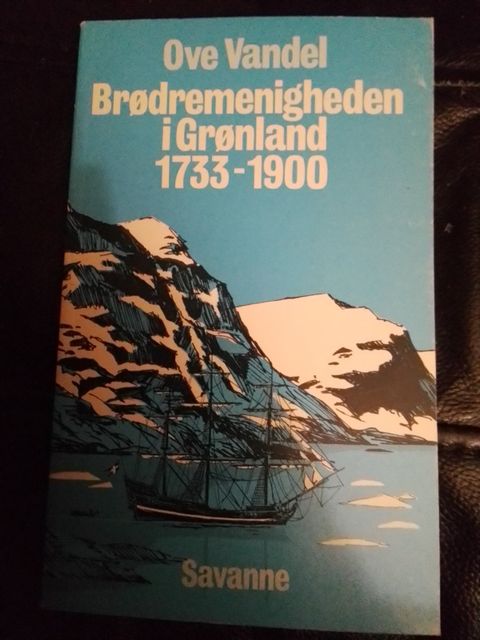 Ove Vandel
Brødremenigheden
i Grønland
1733-1900
Savanne